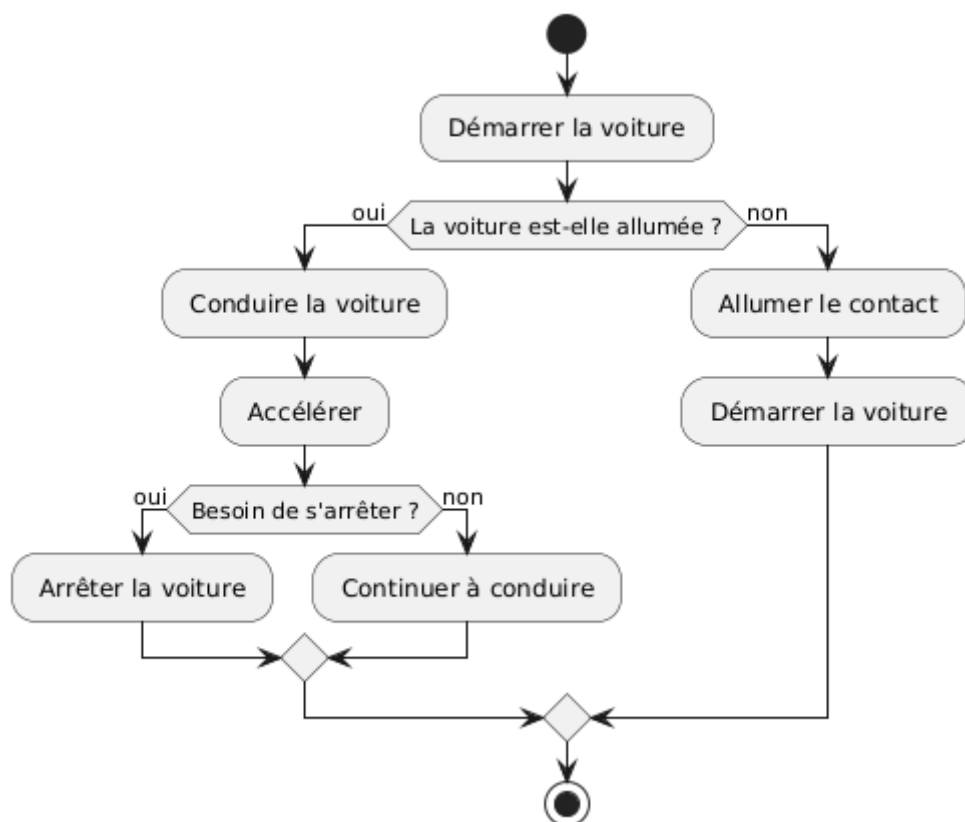 Démarrer la voiture
oui
La voiture est-elle allumée ?
non
Conduire la voiture
Allumer le contact
Accélérer
Démarrer la voiture
oui
Besoin de s'arrêter ?
non
Arrêter la voiture
Continuer à conduire